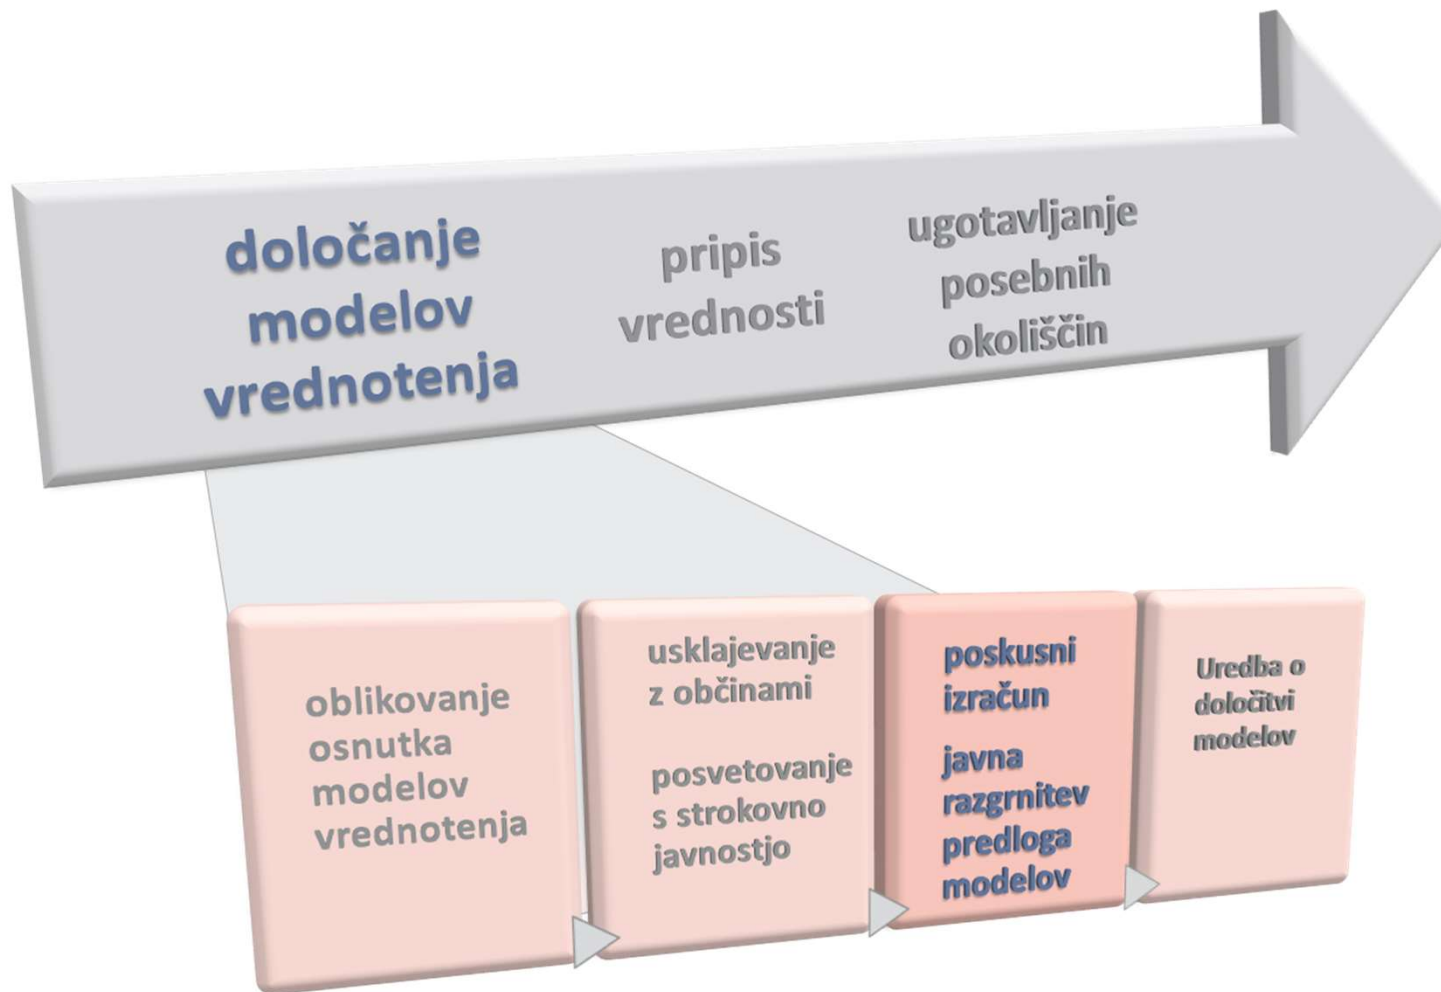 določanje
modelov
vrednotenja
pripis
vrednosti
ugotavljanje
posebnih
okoliščin
oblikovanje
osnutka
modelov
vrednotenja
usklajevanje
z občinami
posvetovanje
s strokovno
javnostjo
poskusni
izračun
javna
razgrnitev
predloga
modelov
Uredba o
določitvi
modelov